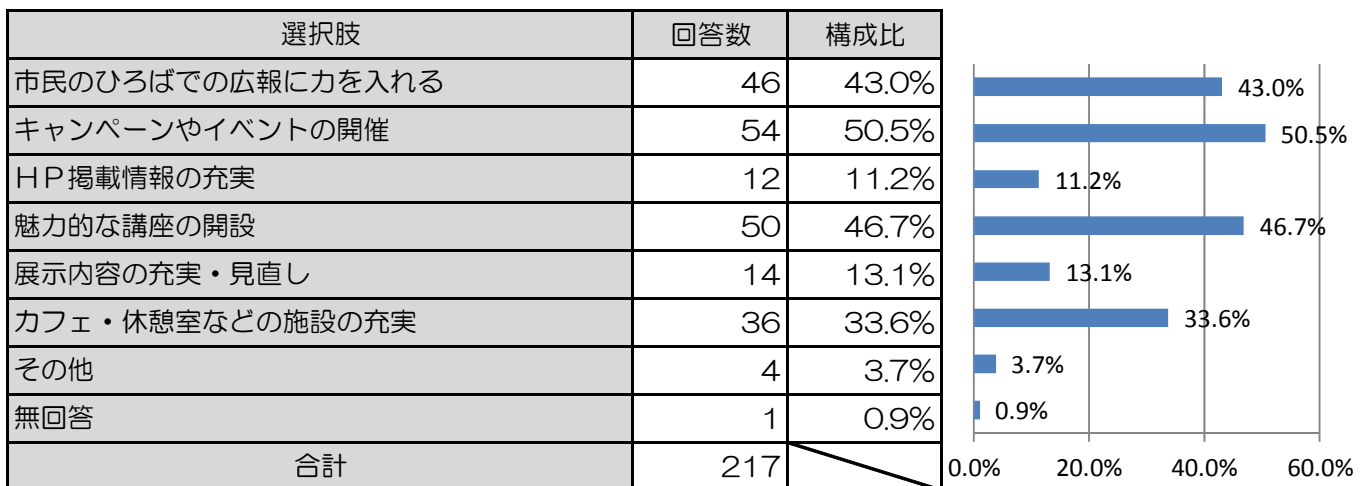 選択肢 回答数 構成比
市民のひろばでの広報に力を入れる 46 43.0%
キャンペーンやイベントの開催 54 50.5%
ＨＰ掲載情報の充実 12 11.2%
魅力的な講座の開設 50 46.7%
展示内容の充実・見直し 14 13.1%
カフェ・休憩室などの施設の充実 36 33.6%
その他 4 3.7%
無回答 1 0.9%
合計 217
43.0%
50.5%
11.2%
46.7%
13.1%
33.6%
3.7%
0.9%
0.0% 20.0% 40.0% 60.0%